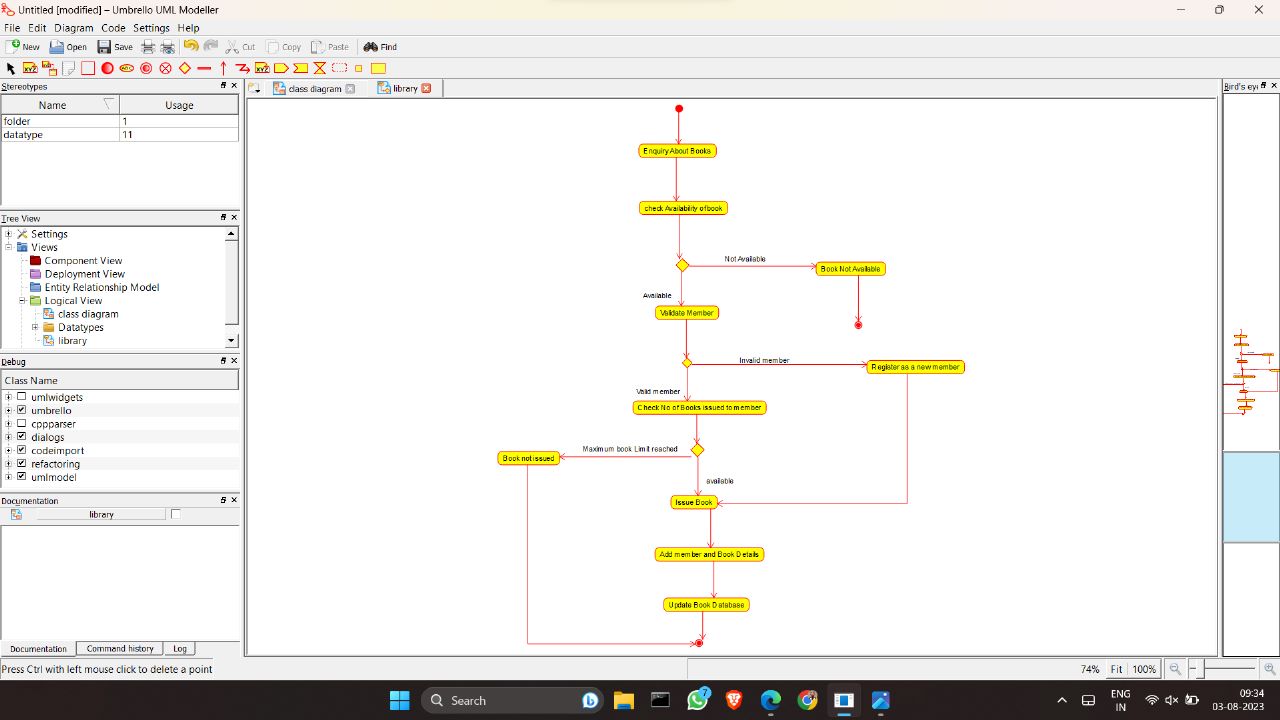 Untitled [modified] – Umbrello UML Modeller
File Edit Diagram Code Settings Help
New Open Save Cut Copy Paste Find
Stereotypes
Name Usage
folder 1
datatype 11
Tree View
Settings
Views
Component View
Deployment View
Entity Relationship Model
Logical View
class diagram
Datatypes
library
Debug
Class Name
umlwidgets
umbrello
cppparser
dialogs
codeimport
refactoring
umlmodel
Documentation
library
Documentation Command history Log
class diagram library
Enquiry About Books
check Availability of book
Not Available
Book Not Available
Available
Validate Member
Invalid member
Register as a new member
Valid member
Check No of Books issued to member
Maximum book Limit reached
Book not issued
available
Issue Book
Add member and Book Details
Update Book Database
Bird's eye
Press Ctrl with left mouse click to delete a point
74% Fit 100%
Search
7
ENG
IN
09:34
03-08-2023